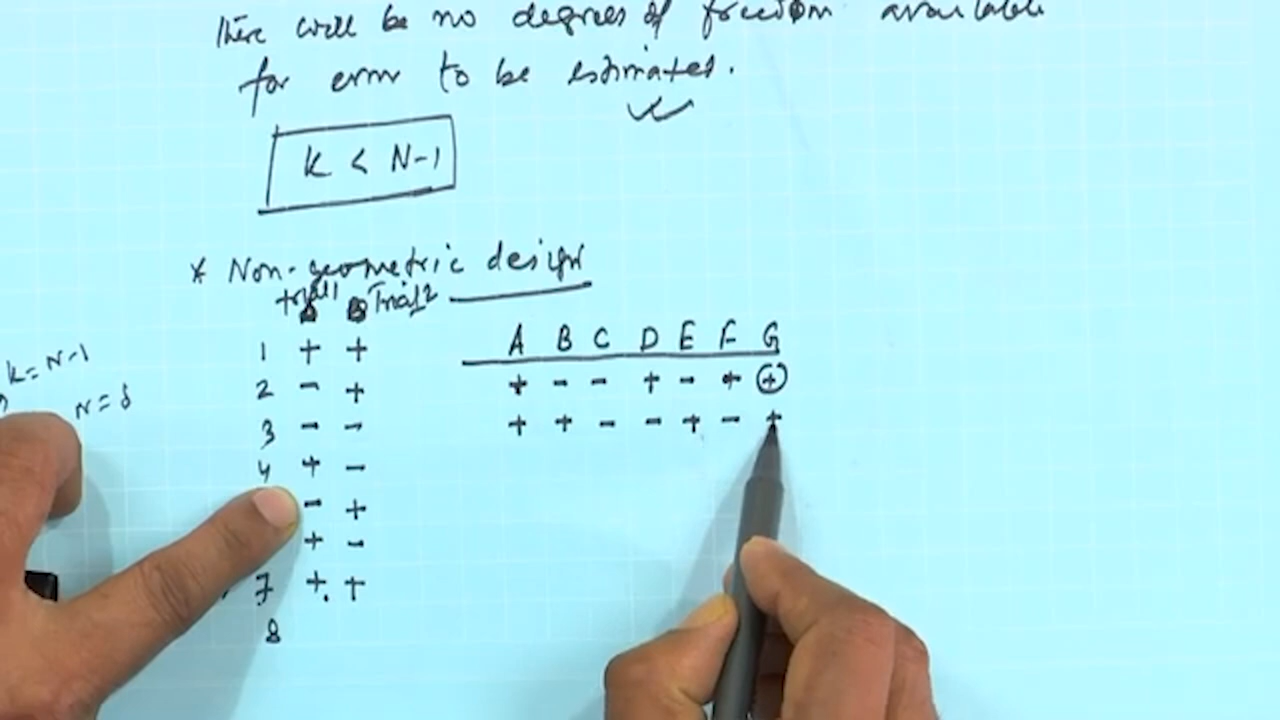 There will be no degrees of freedom available
for error to be estimated.
K < N-1
* Non-geometric design
trial1 Trial2
1 + +
2 - +
3 - -
4 + -
- +
+ -
7 + +
8
K = N-1
N = 8
A B C D E F G
+ - - + - + +
+ + - - + - +